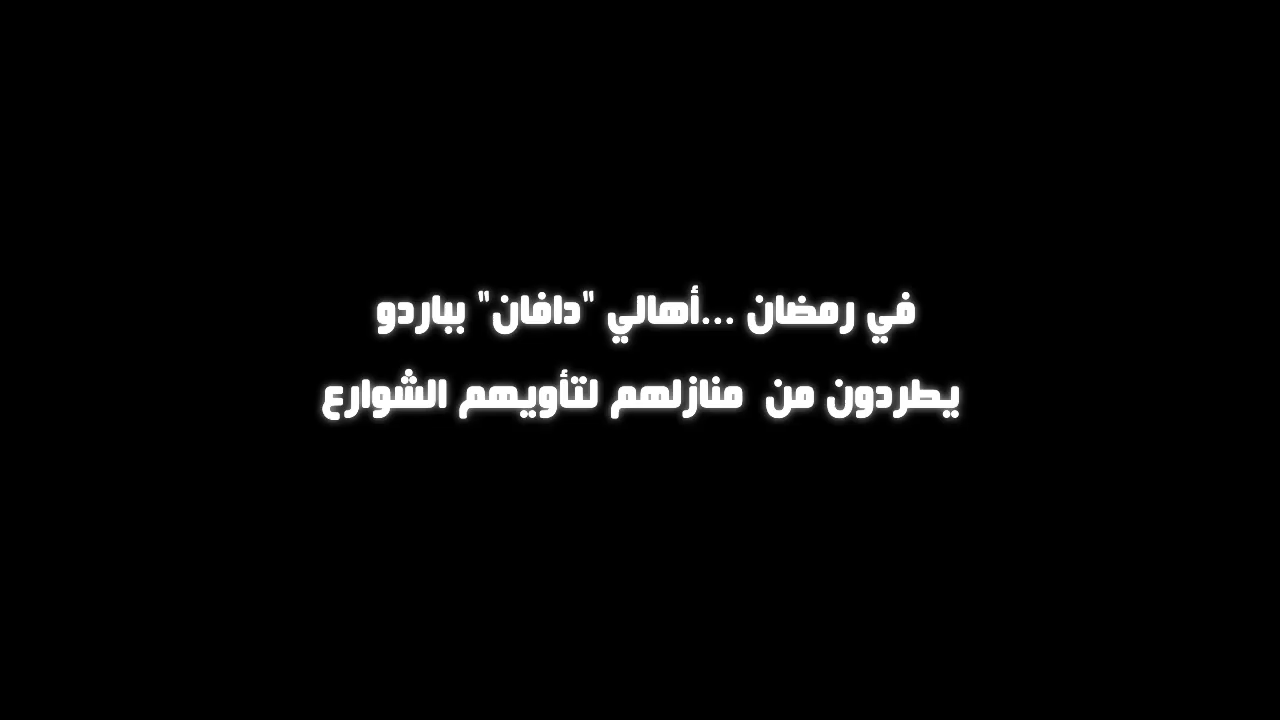 في رمضان ...أهالي "دافان" بباردو
يطردون من منازلهم لتأويهم الشوارع